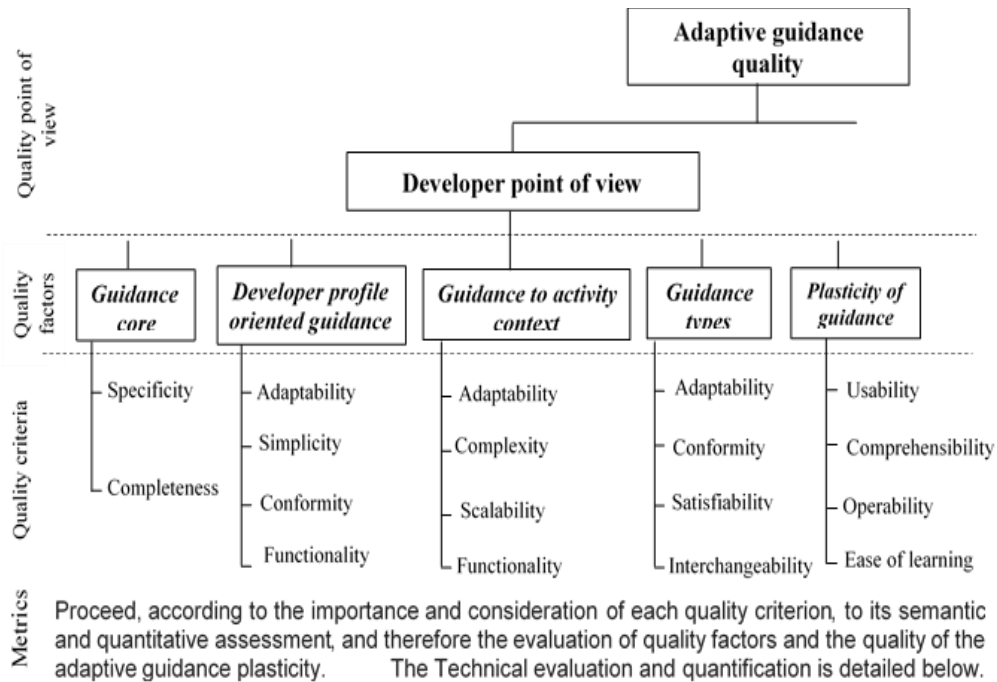 Adaptive guidance
quality
Quality point of
view
Developer point of view
Quality
factors
Guidance
core
Developer profile
oriented guidance
Guidance to activity
context
Guidance
types
Plasticity of
guidance
Quality criteria
Specificity
Completeness
Adaptability
Simplicity
Conformity
Functionality
Adaptability
Complexity
Scalability
Functionality
Adaptability
Conformity
Satisfiability
Interchangeability
Usability
Comprehensibility
Operability
Ease of learning
Metrics
Proceed, according to the importance and consideration of each quality criterion, to its semantic
and quantitative assessment, and therefore the evaluation of quality factors and the quality of the
adaptive guidance plasticity. The Technical evaluation and quantification is detailed below.